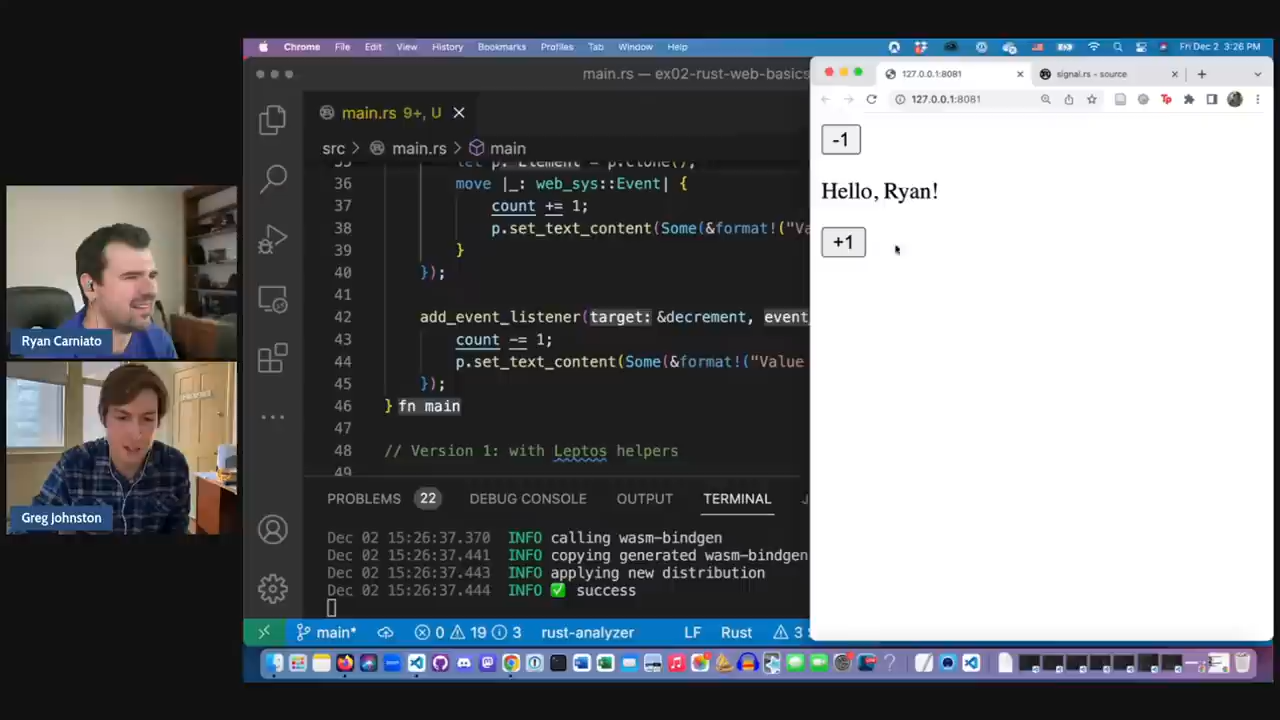 Chrome File Edit View History Bookmarks Profiles Tab Window Help Fri Dec 2 3:26 PM
main.rs — ex02-rust-web-basics
127.0.0.1:8081
signal.rs - source
main.rs 9+, U
127.0.0.1:8081
src > main.rs > main
-1
35 let p: Element = p.clone();
36 move |_: web_sys::Event| {
Hello, Ryan!
37 count += 1;
38 p.set_text_content(Some(&format!("Va
+1
39 }
40 });
41
42 add_event_listener(target: &decrement, event_
43 count -= 1;
Ryan Carniato
44 p.set_text_content(Some(&format!("Value
45 });
46 } fn main
47
48 // Version 1: with Leptos helpers
49
PROBLEMS 22 DEBUG CONSOLE OUTPUT TERMINAL
Greg Johnston
Dec 02 15:26:37.370 INFO calling wasm-bindgen
Dec 02 15:26:37.441 INFO copying generated wasm-bindgen
Dec 02 15:26:37.443 INFO applying new distribution
Dec 02 15:26:37.444 INFO ✅ success
main* 0 19 3 rust-analyzer LF Rust 3